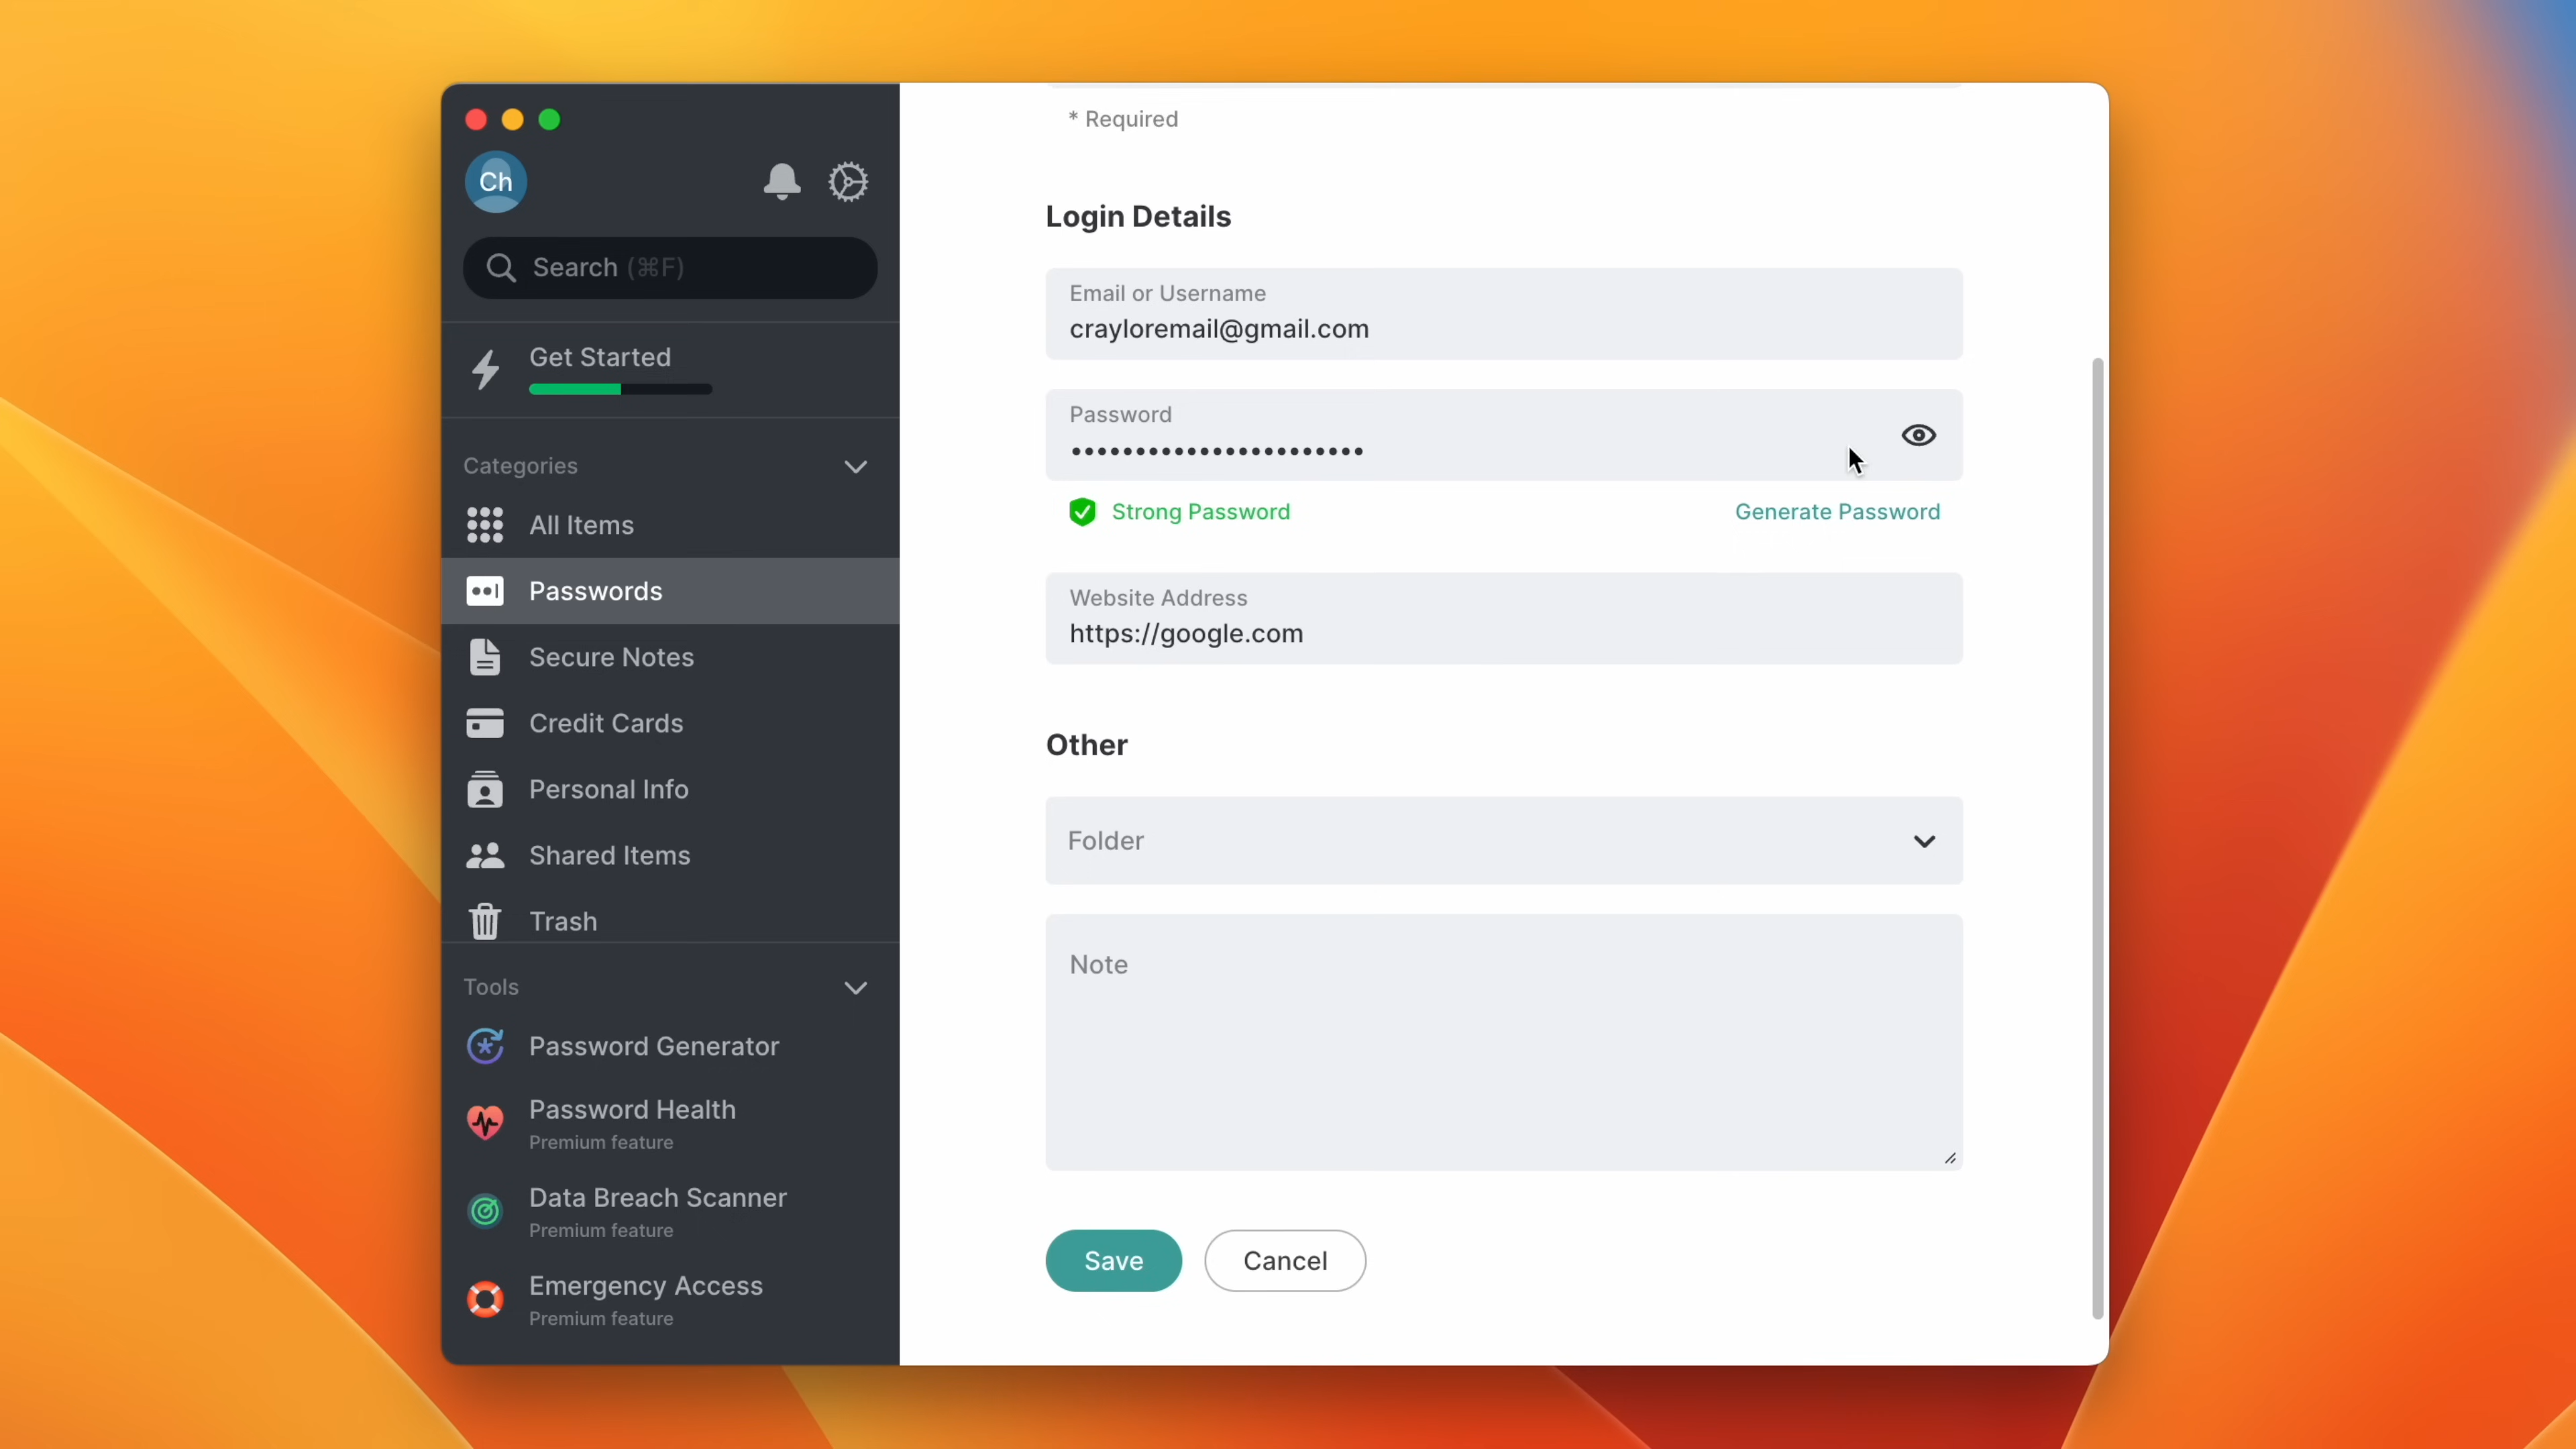 Ch
Search (⌘F)
Get Started
Categories
All Items
Passwords
Secure Notes
Credit Cards
Personal Info
Shared Items
Trash
Tools
Password Generator
Password Health
Premium feature
Data Breach Scanner
Premium feature
Emergency Access
Premium feature
* Required
Login Details
Email or Username
crayloremail@gmail.com
Password
•••••••••••••••••••••••
Strong Password
Generate Password
Website Address
https://google.com
Other
Folder
Note
Save
Cancel